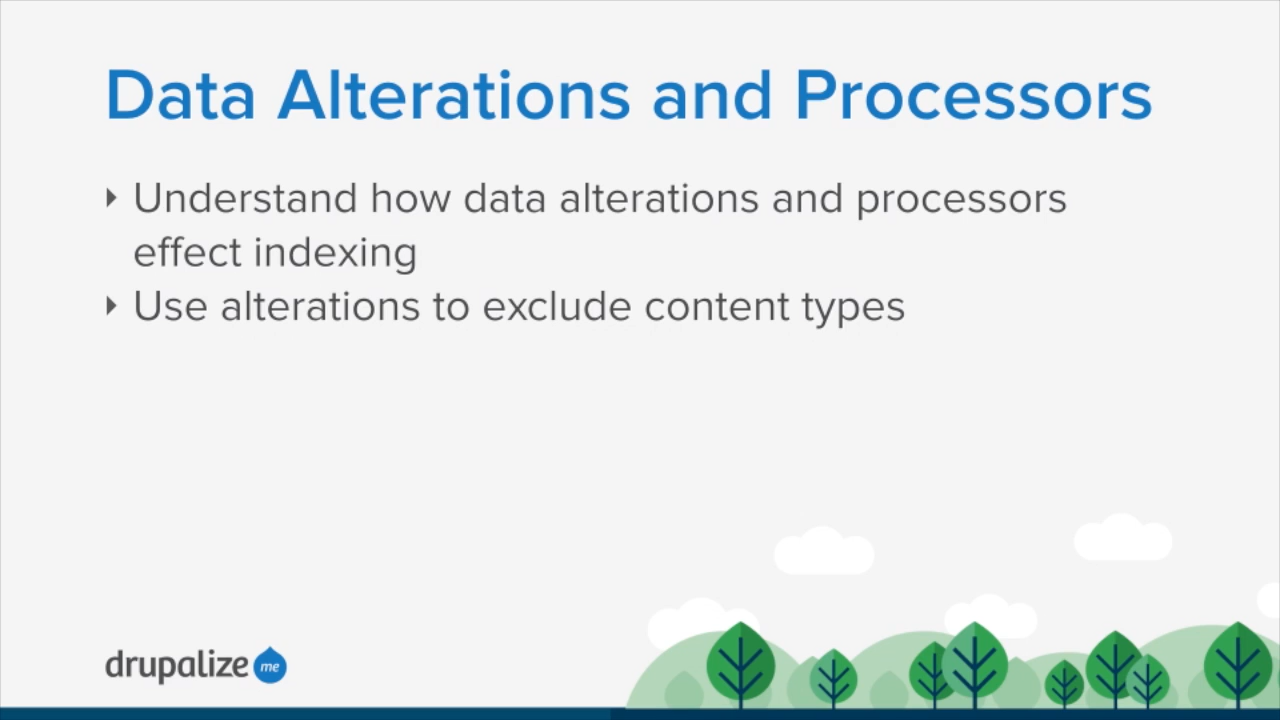 Data Alterations and Processors
Understand how data alterations and processors
effect indexing
Use alterations to exclude content types
drupalize me